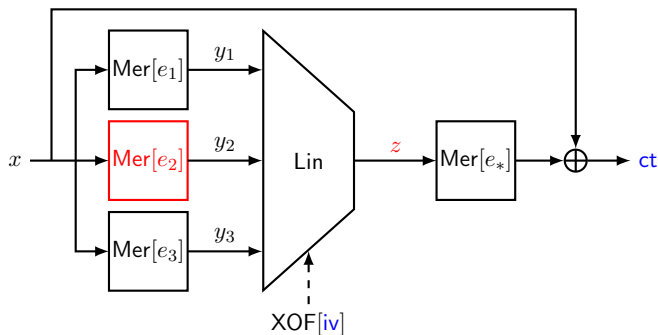 Mer[e₁] y₁
x Mer[e₂] y₂ Lin z Mer[e∗] ct
Mer[e₃] y₃
XOF[iv]